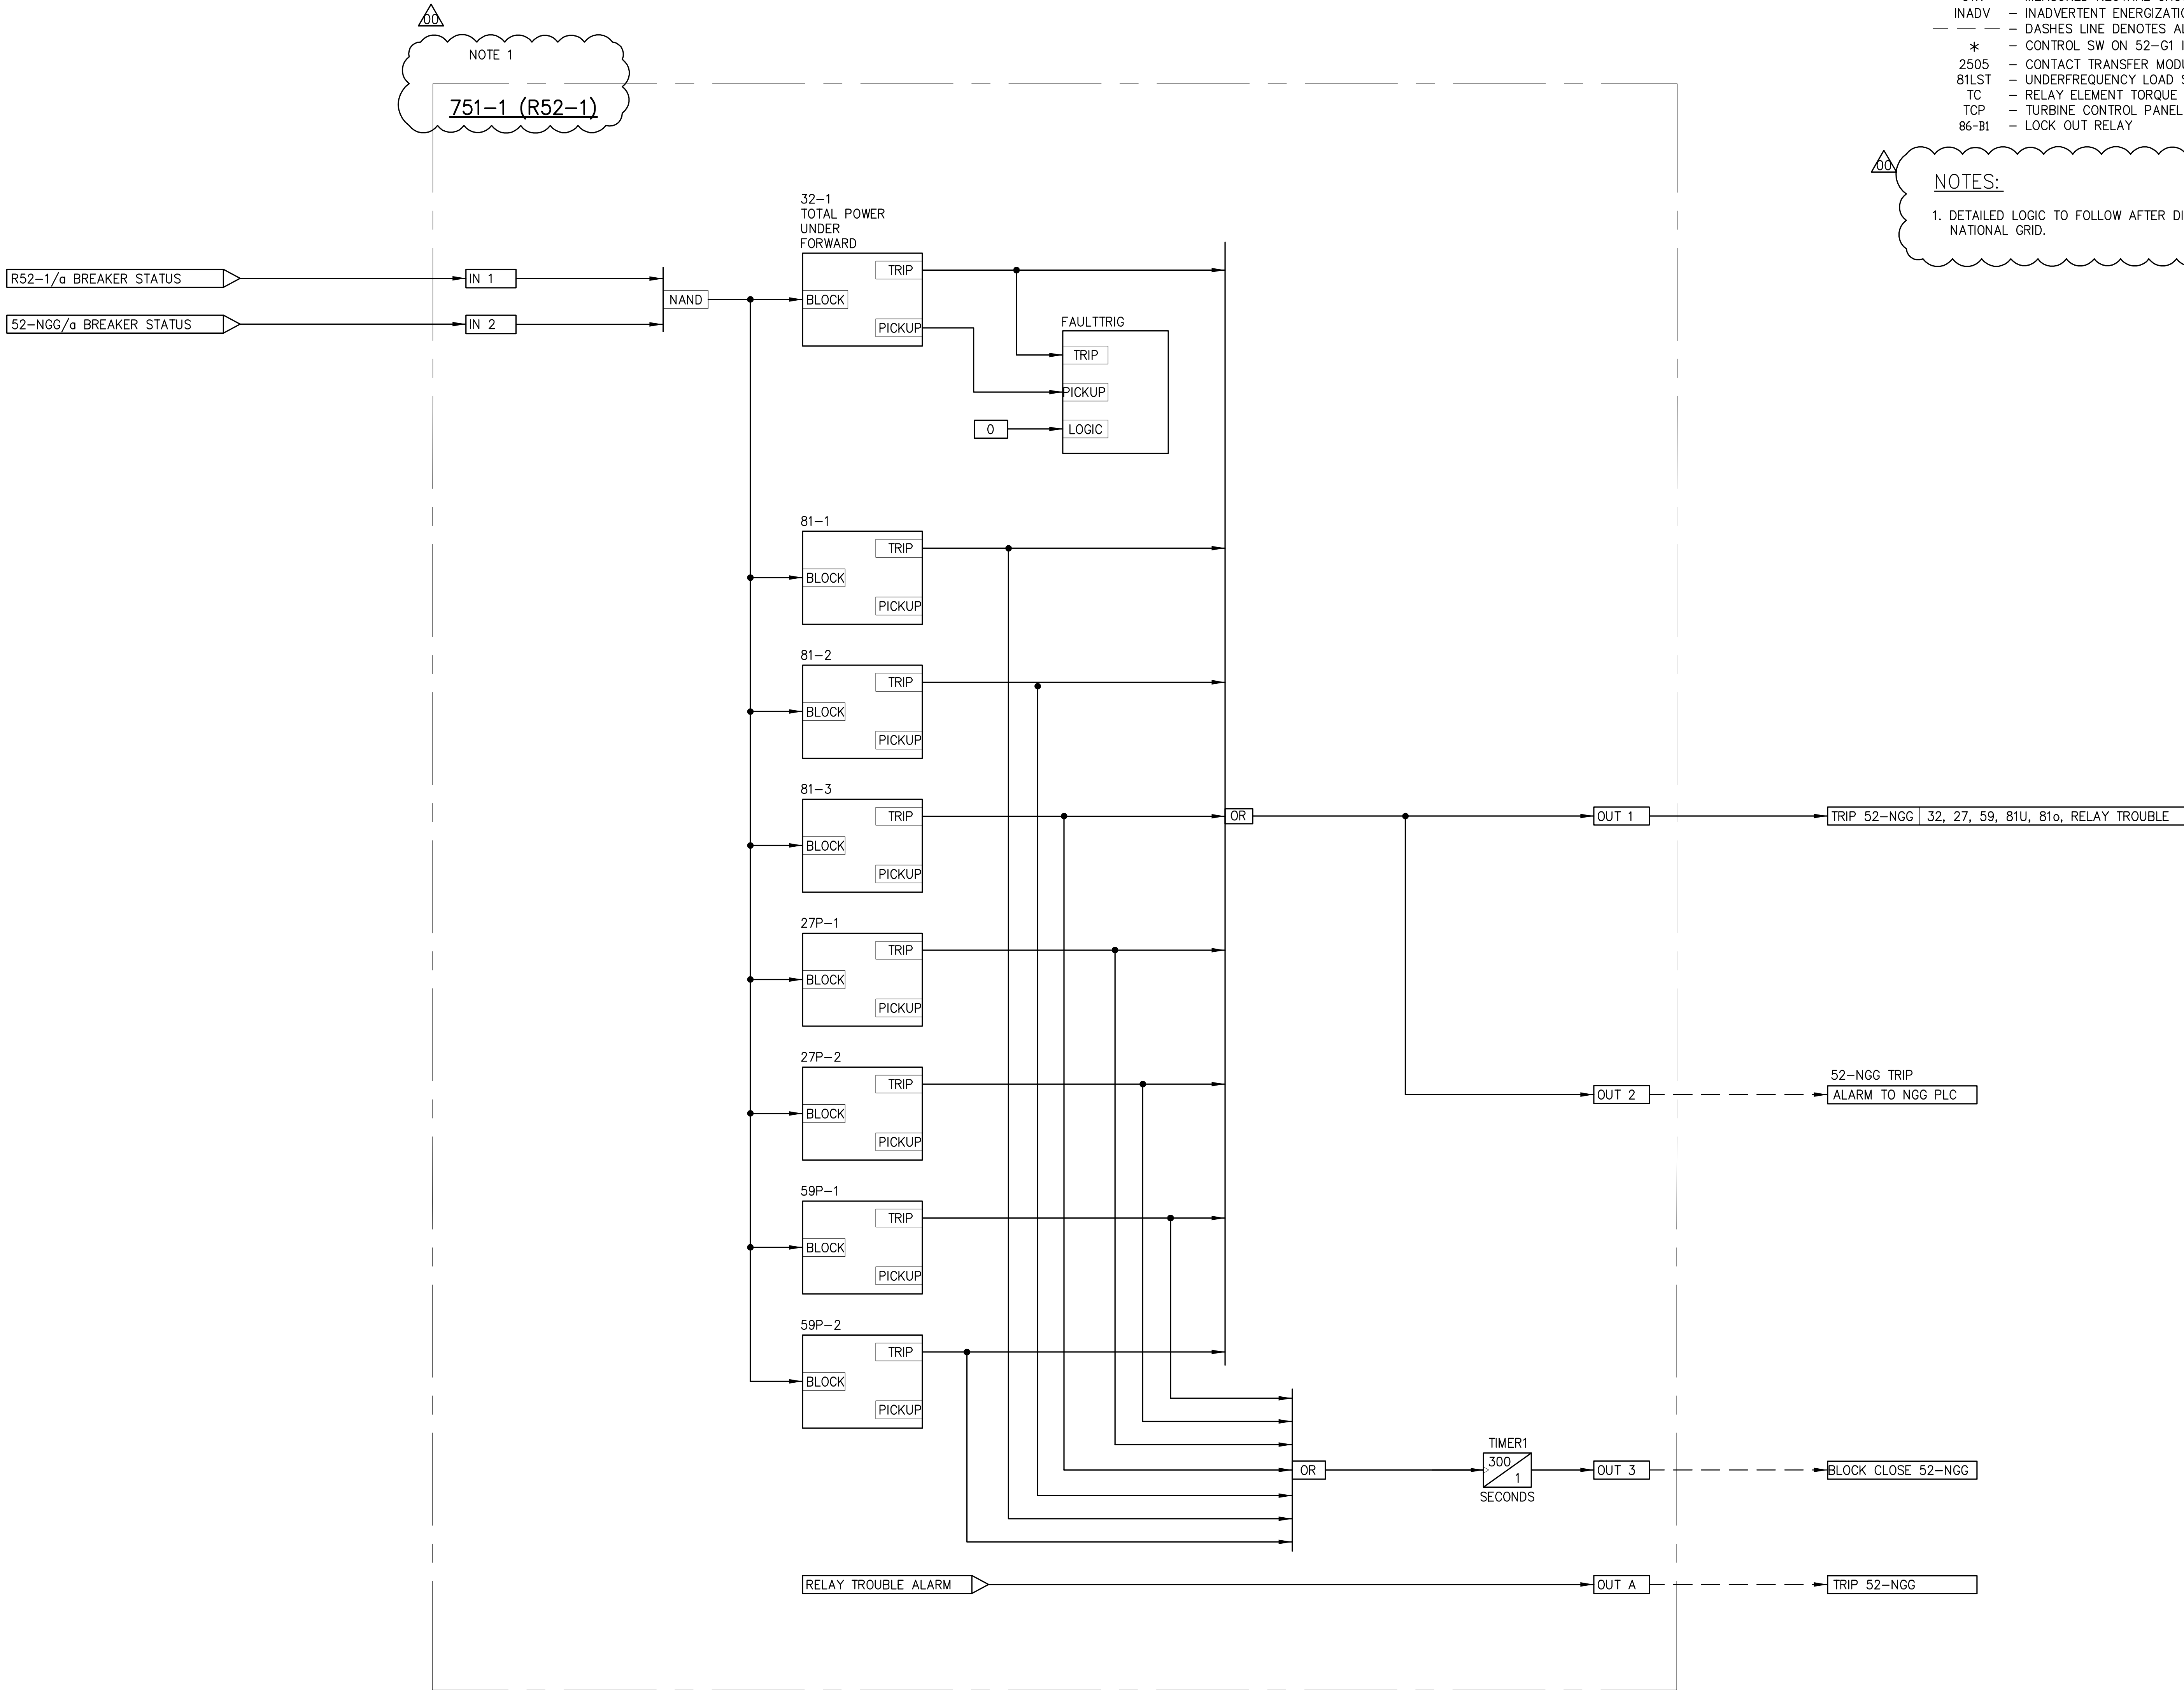 00
NOTE 1
751-1 (R52-1)
INADV - INADVERTENT
- DASHES LINE DENOTES
* - CONTROL SW ON 52-G1
2505 - CONTACT TRANSFER
81LST - UNDERFREQUENCY LOAD
TC - RELAY ELEMENT TORQUE
TCP - TURBINE CONTROL PANEL
86-B1 - LOCK OUT RELAY
00
NOTES:
1. DETAILED LOGIC TO FOLLOW AFTER
NATIONAL GRID.
32-1
TOTAL POWER
UNDER
FORWARD
TRIP
BLOCK
PICKUP
R52-1/a BREAKER STATUS
IN 1
52-NGG/a BREAKER STATUS
IN 2
NAND
FAULTTRIG
TRIP
PICKUP
0
LOGIC
81-1
TRIP
BLOCK
PICKUP
81-2
TRIP
BLOCK
PICKUP
81-3
TRIP
BLOCK
PICKUP
OR
OUT 1
TRIP 52-NGG 32, 27, 59, 81U, 81o, RELAY TROUBLE
27P-1
TRIP
BLOCK
PICKUP
27P-2
TRIP
BLOCK
PICKUP
OUT 2
52-NGG TRIP
ALARM TO NGG PLC
59P-1
TRIP
BLOCK
PICKUP
59P-2
TRIP
BLOCK
PICKUP
OR
TIMER1
300
1
SECONDS
OUT 3
BLOCK CLOSE 52-NGG
RELAY TROUBLE ALARM
OUT A
TRIP 52-NGG